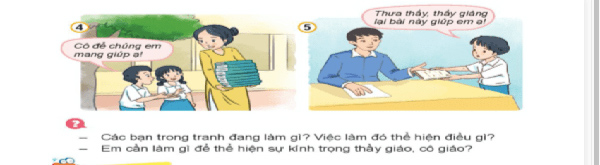 4
Cô để chúng em
mang giúp ạ!
5
Thưa thầy, thầy giảng
lại bài này giúp em ạ!
?
– Các bạn trong tranh đang làm gì? Việc làm đó thể hiện điều gì?
– Em cần làm gì để thể hiện sự kính trọng thầy giáo, cô giáo?